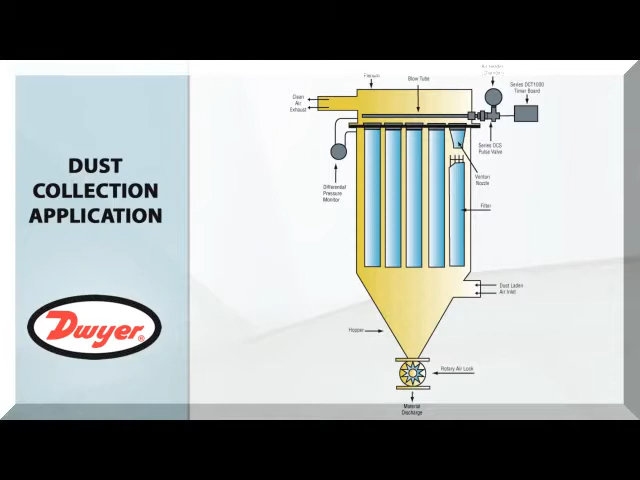 DUST
COLLECTION
APPLICATION
Dwyer®
Plenum
Blow Tube
Series DCT1000
Timer Board
Clean
Air
Exhaust
Series DCS
Pulse Valve
Differential
Pressure
Monitor
Venturi
Nozzle
Filter
Dust Laden
Air Inlet
Hopper
Rotary Air Lock
Material
Discharge